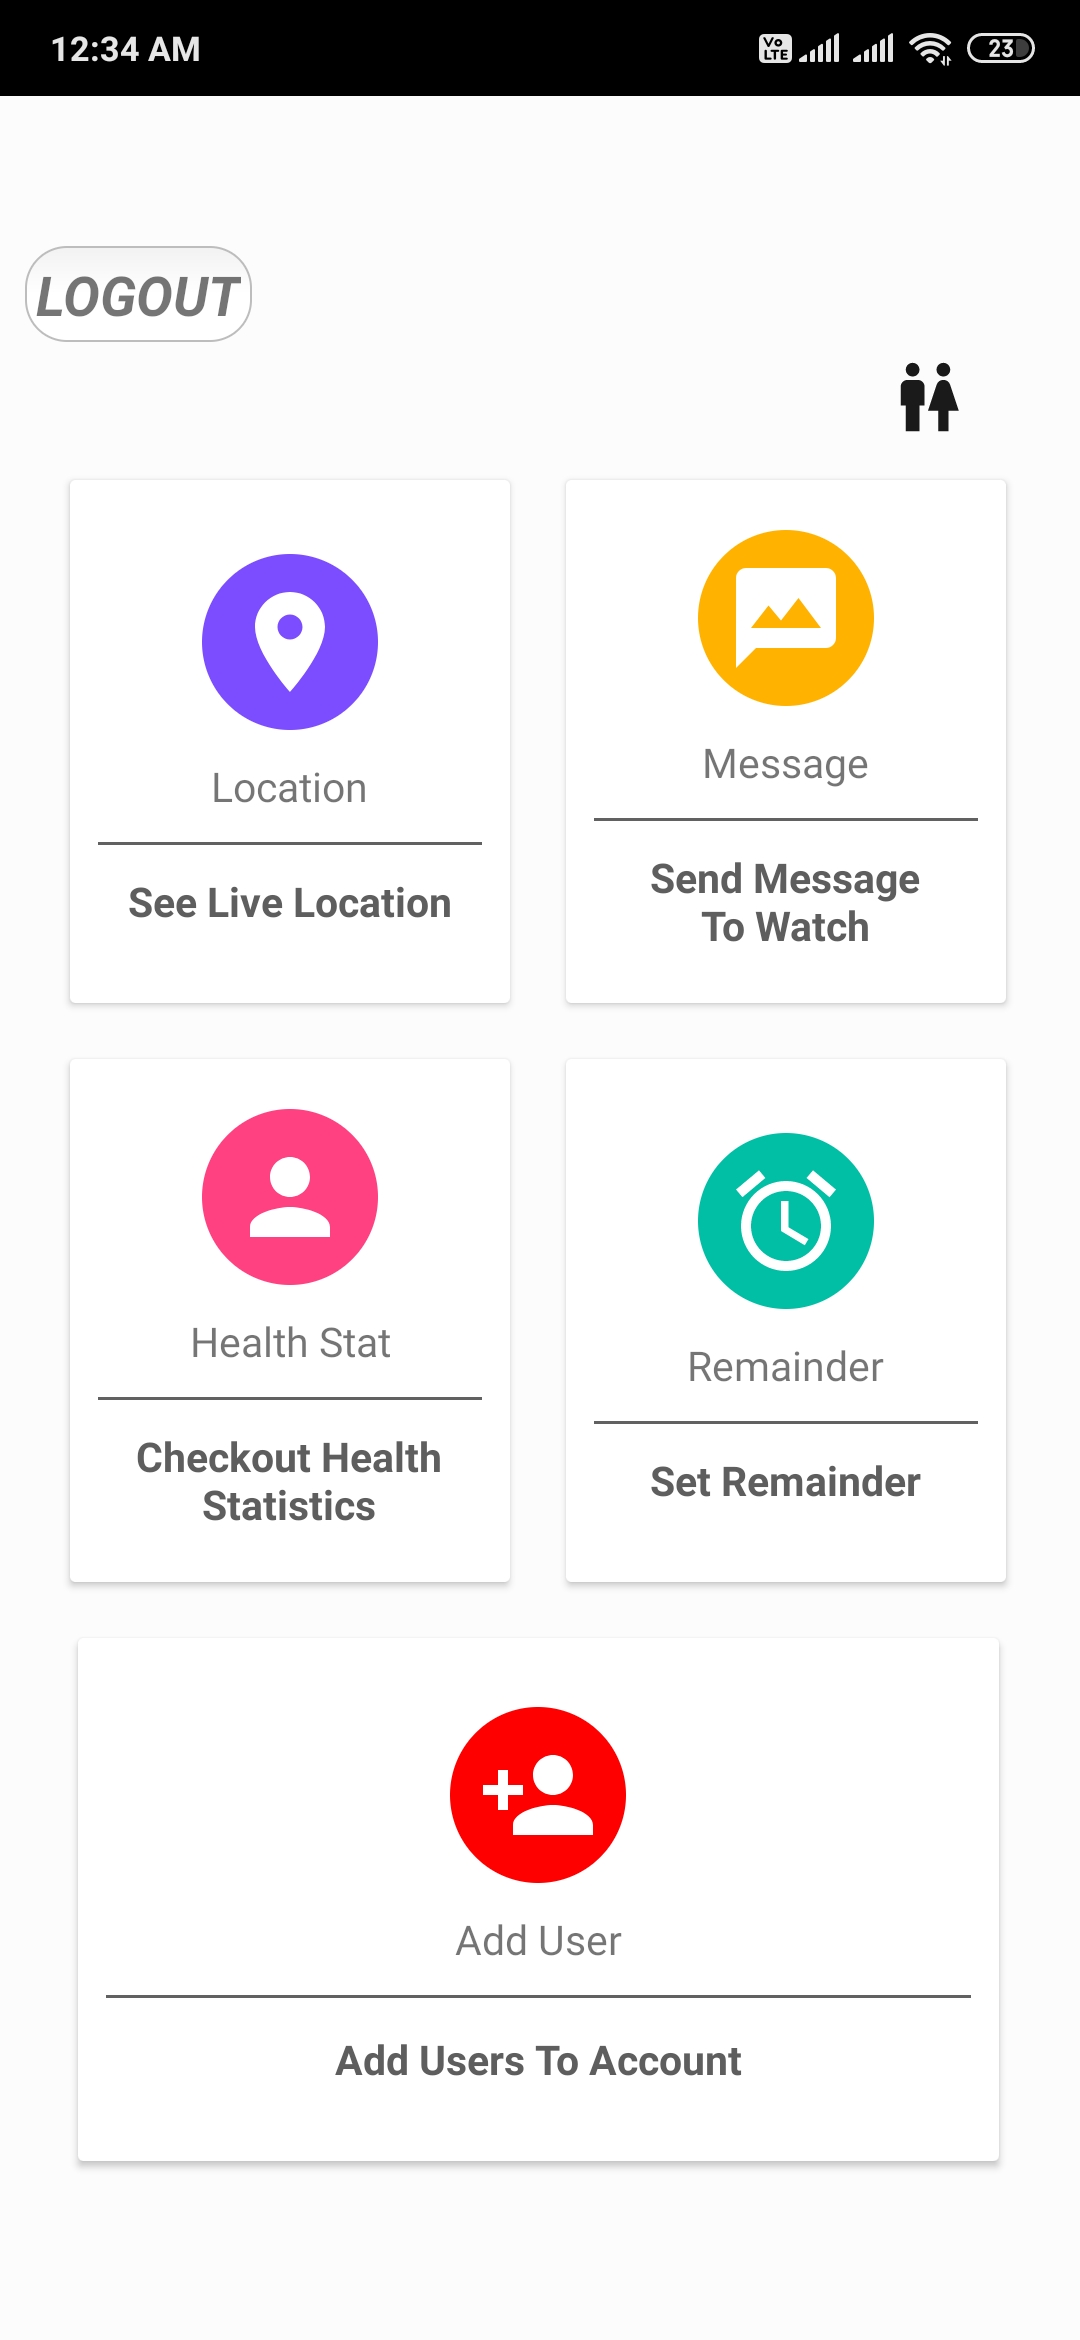 12:34 AM
Vo
LTE
23
LOGOUT
Location
See Live Location
Message
Send Message
To Watch
Health Stat
Checkout Health
Statistics
Remainder
Set Remainder
Add User
Add Users To Account